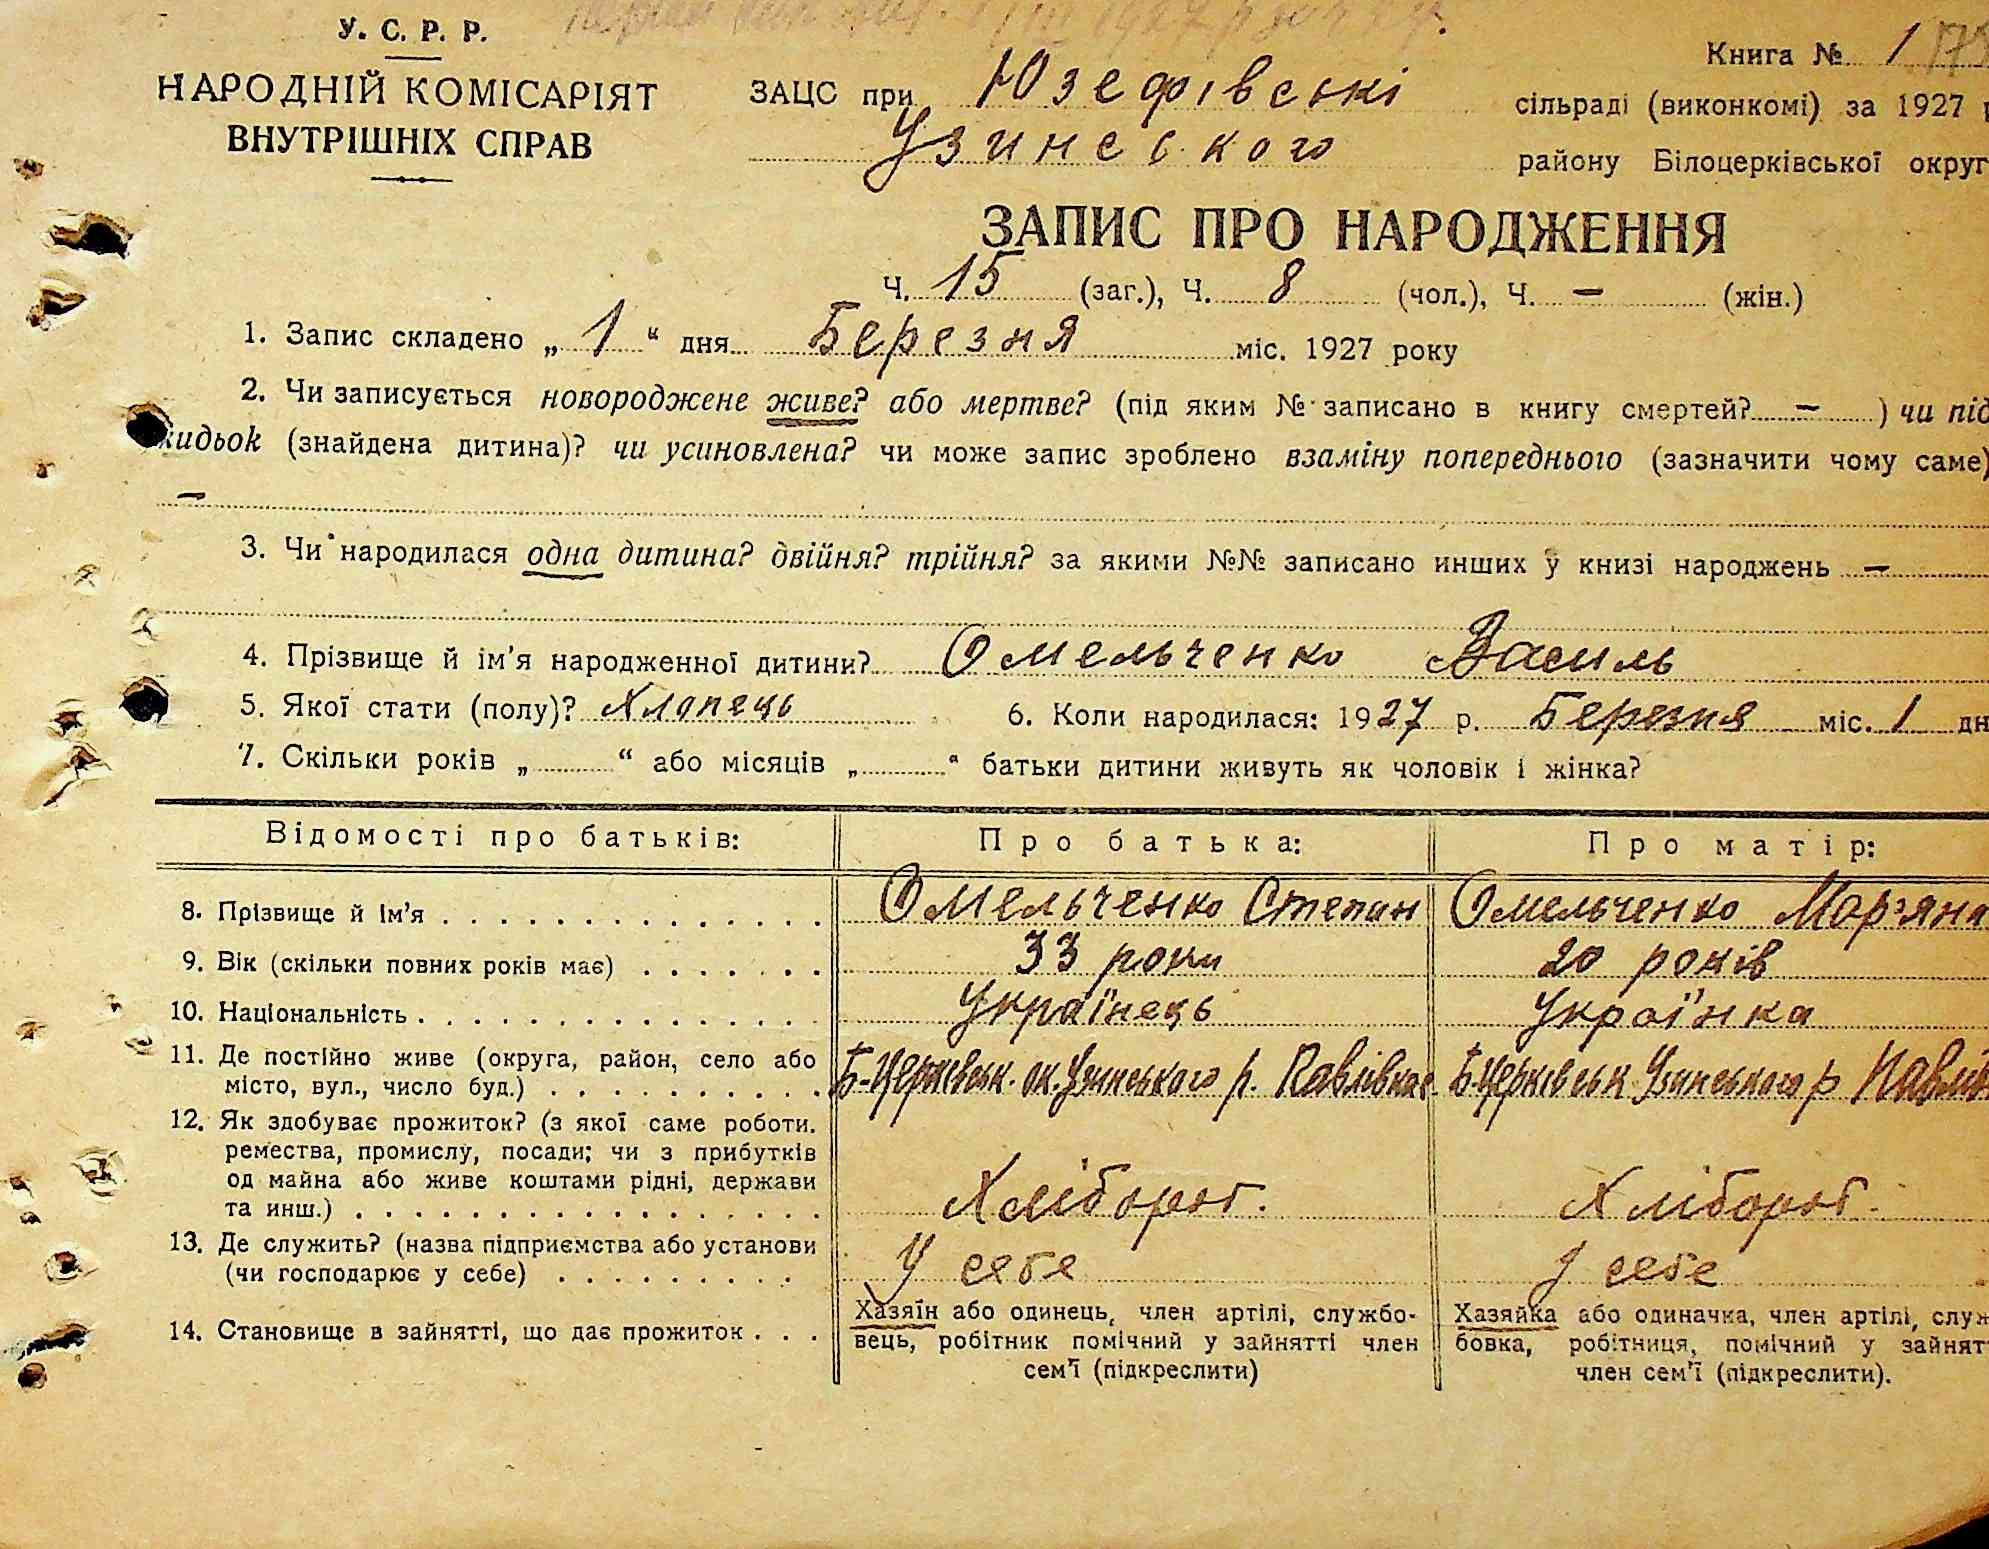 У. С. Р. Р.
НАРОДНІЙ КОМІСАРІЯТ
ВНУТРІШНІХ СПРАВ
Книга № 1
ЗАЦС при Юзефівські сільраді (виконкомі) за 1927 р
Узинського району Білоцерківської округ
ЗАПИС ПРО НАРОДЖЕННЯ
Ч. 15 (заг.), Ч. 8 (чол.), Ч. — (жін.)
1. Запис складено „ 1 “ дня Березня міс. 1927 року
2. Чи записується новороджене живе? або мертве? (під яким № записано в книгу смертей? — ) чи під
кидьок (знайдена дитина)? чи усиновлена? чи може запис зроблено взаміну попереднього (зазначити чому саме)
—
3. Чи народилася одна дитина? двійня? трійня? за якими №№ записано инших у книзі народжень —
4. Прізвище й ім’я народженної дитини? Омельченко Василь
5. Якої стати (полу)? Хлопець 6. Коли народилася: 1927 р. Березня міс. 1 дн
7. Скільки років „ “ або місяців „ “ батьки дитини живуть як чоловік і жінка?
Відомості про батьків: Про батька: Про матір:
8. Прізвище й ім’я . . . . Омельченко Степан Омельченко Мар'яна
9. Вік (скільки повних років має) . . . . 33 роки 20 років
10. Національність . . . . Українець Українка
11. Де постійно живе (округа, район, село або
місто, вул., число буд.) . . . . Б-Церківськ. ок. Узинського р. Павлівка Б.Церківськ Узинського р Павлів
12. Як здобуває прожиток? (з якої саме роботи.
ремества, промислу, посади; чи з прибутків
од майна або живе коштами рідні, держави
та инш.) . . . . Хлібороб. Хлібороб.
13. Де служить? (назва підприємства або установи
(чи господарює у себе) . . . . У себе У себе
14. Становище в зайнятті, що дає прожиток . . .
Хазяїн або одинець, член артілі, службо-
вець, робітник помічний у зайнятті член
сем’ї (підкреслити)
Хазяйка або одиначка, член артілі, служ
бовка, робітниця, помічний у зайнят
член сем’ї (підкреслити).